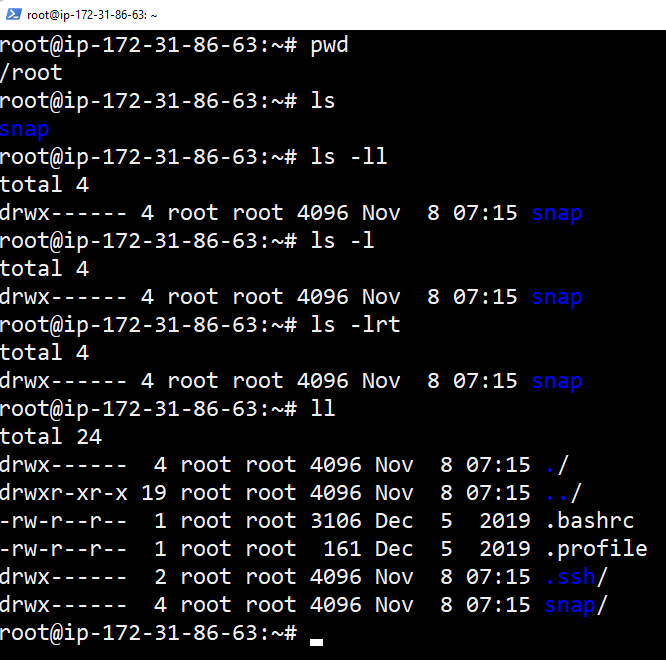 root@ip-172-31-86-63: ~
root@ip-172-31-86-63:~# pwd
/root
root@ip-172-31-86-63:~# ls
snap
root@ip-172-31-86-63:~# ls -ll
total 4
drwx------ 4 root root 4096 Nov  8 07:15 snap
root@ip-172-31-86-63:~# ls -l
total 4
drwx------ 4 root root 4096 Nov  8 07:15 snap
root@ip-172-31-86-63:~# ls -lrt
total 4
drwx------ 4 root root 4096 Nov  8 07:15 snap
root@ip-172-31-86-63:~# ll
total 24
drwx------  4 root root 4096 Nov  8 07:15 ./
drwxr-xr-x 19 root root 4096 Nov  8 07:15 ../
-rw-r--r--  1 root root 3106 Dec  5  2019 .bashrc
-rw-r--r--  1 root root  161 Dec  5  2019 .profile
drwx------  2 root root 4096 Nov  8 07:15 .ssh/
drwx------  4 root root 4096 Nov  8 07:15 snap/
root@ip-172-31-86-63:~#